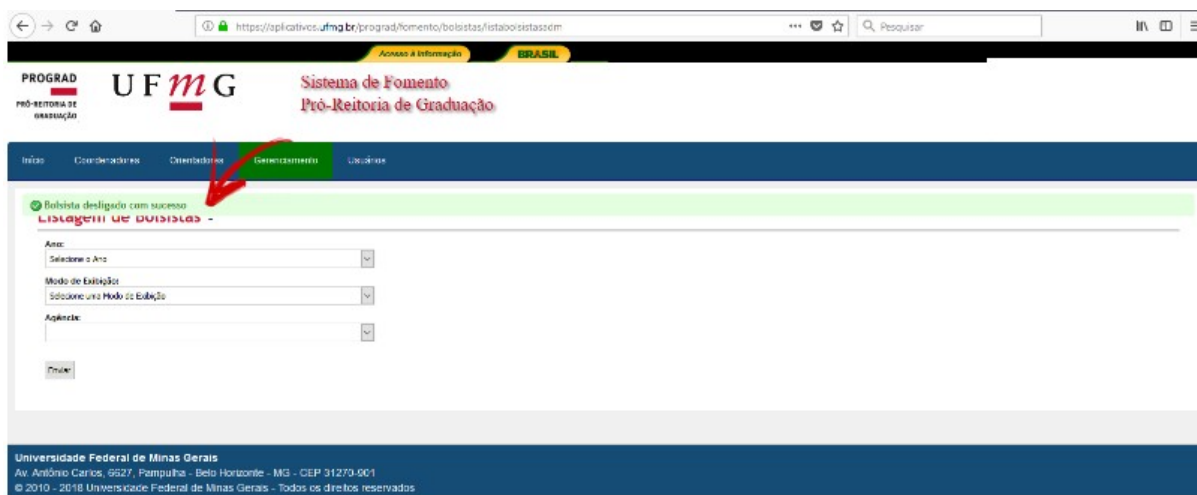 https://aplicativos.ufmg.br/prograd/fomento/bolsistas/listabolsistasadm
Pesquisar
Acesso à Informação
BRASIL
PROGRAD
PRÓ-REITORIA DE
GRADUAÇÃO
UFmG
Sistema de Fomento
Pró-Reitoria de Graduação
Início Coordenadores Orientadores Gerenciamento Usuários
Bolsista desligado com sucesso
Listagem de Bolsistas -
Ano:
Selecione o Ano
Modo de Exibição:
Selecione uma Modo de Exibição
Agência:
Enviar
Universidade Federal de Minas Gerais
Av. Antônio Carlos, 6627, Pampulha - Belo Horizonte - MG - CEP 31270-901
© 2010 - 2018 Universidade Federal de Minas Gerais - Todos os direitos reservados